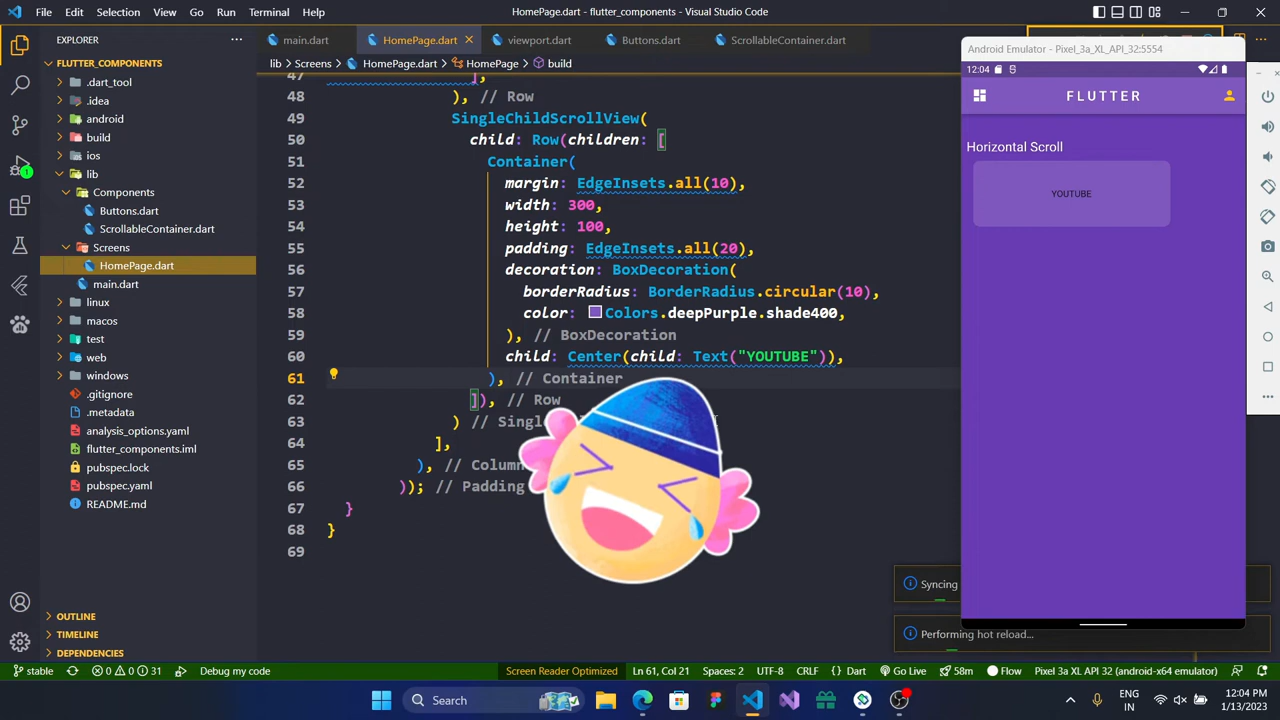 File Edit Selection View Go Run Terminal Help
HomePage.dart - flutter_components - Visual Studio Code
EXPLORER
FLUTTER_COMPONENTS
.dart_tool
.idea
android
build
ios
lib
Components
Buttons.dart
ScrollableContainer.dart
Screens
HomePage.dart
main.dart
linux
macos
test
web
windows
.gitignore
.metadata
analysis_options.yaml
flutter_components.iml
pubspec.lock
pubspec.yaml
README.md
OUTLINE
TIMELINE
DEPENDENCIES
main.dart HomePage.dart newport.dart Buttons.dart ScrollableContainer.dart
lib > Screens > HomePage.dart > HomePage > build
47 ],
48 ), // Row
49 SingleChildScrollView(
50 child: Row(children: [
51 Container(
52 margin: EdgeInsets.all(10),
53 width: 300,
54 height: 100,
55 padding: EdgeInsets.all(20),
56 decoration: BoxDecoration(
57 borderRadius: BorderRadius.circular(10),
58 color: Colors.deepPurple.shade400,
59 ), // BoxDecoration
60 child: Center(child: Text("YOUTUBE")),
61 ), // Container
62 ]), // Row
63 ) // Sing
64 ],
65 ), // Column
66 )); // Padding
67 }
68 }
69
Android Emulator - Pixel_3a_XL_API_32:5554
12:04
FLUTTER
Horizontal Scroll
YOUTUBE
Syncing
Performing hot reload...
1
stable 0 0 31 Debug my code
Screen Reader Optimized Ln 61, Col 21 Spaces: 2 UTF-8 CRLF {} Dart Go Live 58m Flow Pixel 3a XL API 32 (android-x64 emulator)
Search
ENG
IN
12:04 PM
1/13/2023